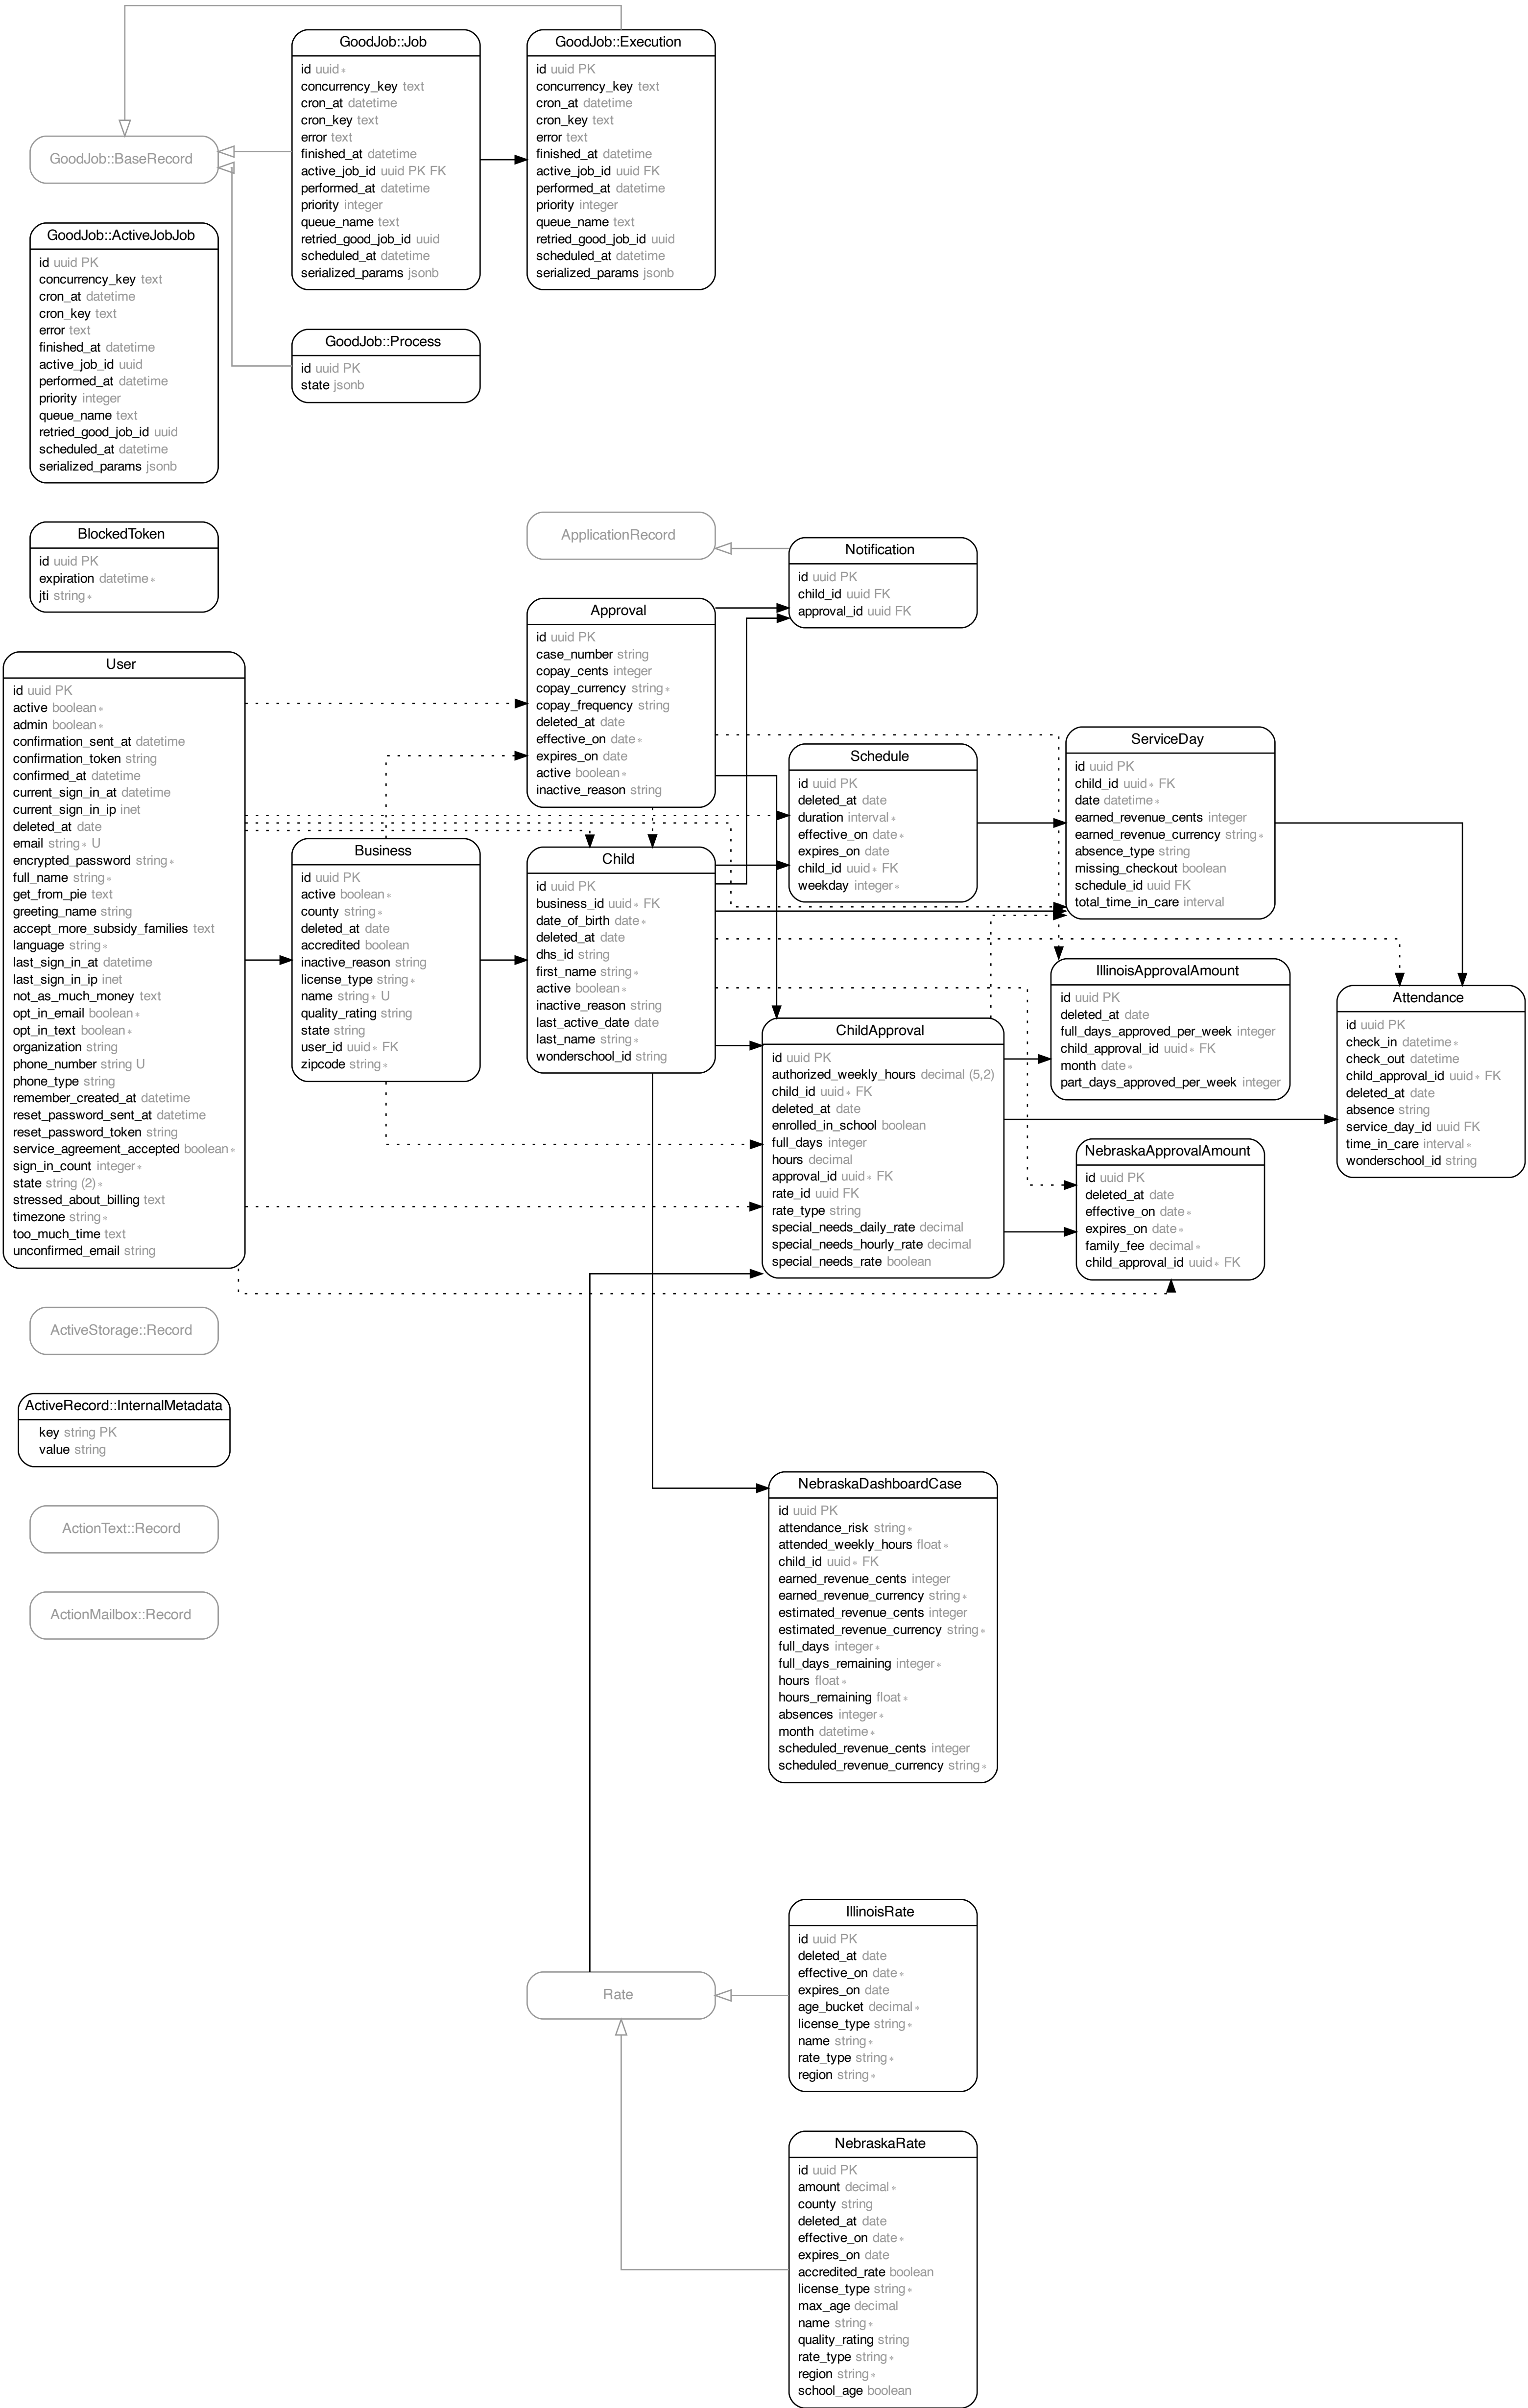 GoodJob::Job
id uuid ∗
concurrency_key text
cron_at datetime
cron_key text
error text
finished_at datetime
active_job_id uuid PK FK
performed_at datetime
priority integer
queue_name text
retried_good_job_id uuid
scheduled_at datetime
serialized_params jsonb
GoodJob::Execution
id uuid PK
concurrency_key text
cron_at datetime
cron_key text
error text
finished_at datetime
active_job_id uuid FK
performed_at datetime
priority integer
queue_name text
retried_good_job_id uuid
scheduled_at datetime
serialized_params jsonb
GoodJob::BaseRecord
GoodJob::ActiveJobJob
id uuid PK
concurrency_key text
cron_at datetime
cron_key text
error text
finished_at datetime
active_job_id uuid
performed_at datetime
priority integer
queue_name text
retried_good_job_id uuid
scheduled_at datetime
serialized_params jsonb
GoodJob::Process
id uuid PK
state jsonb
BlockedToken
id uuid PK
expiration datetime ∗
jti string ∗
ApplicationRecord
Notification
id uuid PK
child_id uuid FK
approval_id uuid FK
Approval
id uuid PK
case_number string
copay_cents integer
copay_currency string ∗
copay_frequency string
deleted_at date
effective_on date ∗
expires_on date
active boolean ∗
inactive_reason string
User
id uuid PK
active boolean ∗
admin boolean ∗
confirmation_sent_at datetime
confirmation_token string
confirmed_at datetime
current_sign_in_at datetime
current_sign_in_ip inet
deleted_at date
email string ∗ U
encrypted_password string ∗
full_name string ∗
get_from_pie text
greeting_name string
accept_more_subsidy_families text
language string ∗
last_sign_in_at datetime
last_sign_in_ip inet
not_as_much_money text
opt_in_email boolean ∗
opt_in_text boolean ∗
organization string
phone_number string U
phone_type string
remember_created_at datetime
reset_password_sent_at datetime
reset_password_token string
service_agreement_accepted boolean ∗
sign_in_count integer ∗
state string (2) ∗
stressed_about_billing text
timezone string ∗
too_much_time text
unconfirmed_email string
Business
id uuid PK
active boolean ∗
county string ∗
deleted_at date
accredited boolean
inactive_reason string
license_type string ∗
name string ∗ U
quality_rating string
state string
user_id uuid ∗ FK
zipcode string ∗
Child
id uuid PK
business_id uuid ∗ FK
date_of_birth date ∗
deleted_at date
dhs_id string
first_name string ∗
active boolean ∗
inactive_reason string
last_active_date date
last_name string ∗
wonderschool_id string
Schedule
id uuid PK
deleted_at date
duration interval ∗
effective_on date ∗
expires_on date
child_id uuid ∗ FK
weekday integer ∗
ServiceDay
id uuid PK
child_id uuid ∗ FK
date datetime ∗
earned_revenue_cents integer
earned_revenue_currency string ∗
absence_type string
missing_checkout boolean
schedule_id uuid FK
total_time_in_care interval
IllinoisApprovalAmount
id uuid PK
deleted_at date
full_days_approved_per_week integer
child_approval_id uuid ∗ FK
month date ∗
part_days_approved_per_week integer
Attendance
id uuid PK
check_in datetime ∗
check_out datetime
child_approval_id uuid ∗ FK
deleted_at date
absence string
service_day_id uuid FK
time_in_care interval ∗
wonderschool_id string
ChildApproval
id uuid PK
authorized_weekly_hours decimal (5,2)
child_id uuid ∗ FK
deleted_at date
enrolled_in_school boolean
full_days integer
hours decimal
approval_id uuid ∗ FK
rate_id uuid FK
rate_type string
special_needs_daily_rate decimal
special_needs_hourly_rate decimal
special_needs_rate boolean
NebraskaApprovalAmount
id uuid PK
deleted_at date
effective_on date ∗
expires_on date ∗
family_fee decimal ∗
child_approval_id uuid ∗ FK
ActiveStorage::Record
ActiveRecord::InternalMetadata
key string PK
value string
ActionText::Record
ActionMailbox::Record
NebraskaDashboardCase
id uuid PK
attendance_risk string ∗
attended_weekly_hours float ∗
child_id uuid ∗ FK
earned_revenue_cents integer
earned_revenue_currency string ∗
estimated_revenue_cents integer
estimated_revenue_currency string ∗
full_days integer ∗
full_days_remaining integer ∗
hours float ∗
hours_remaining float ∗
absences integer ∗
month datetime ∗
scheduled_revenue_cents integer
scheduled_revenue_currency string ∗
IllinoisRate
id uuid PK
deleted_at date
effective_on date ∗
expires_on date
age_bucket decimal ∗
license_type string ∗
name string ∗
rate_type string ∗
region string ∗
Rate
NebraskaRate
id uuid PK
amount decimal ∗
county string
deleted_at date
effective_on date ∗
expires_on date
accredited_rate boolean
license_type string ∗
max_age decimal
name string ∗
quality_rating string
rate_type string ∗
region string ∗
school_age boolean